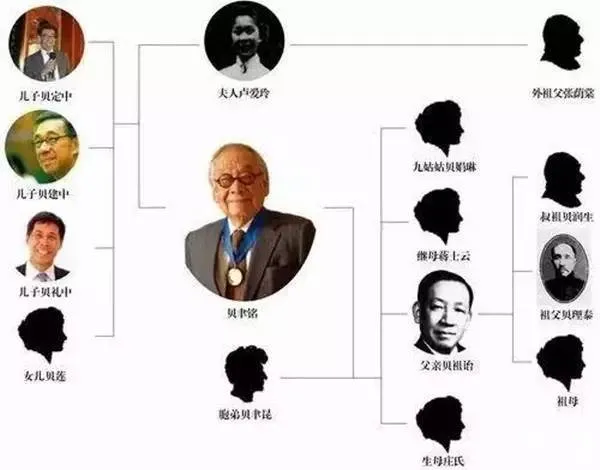 儿子贝定中
夫人卢爱玲
外祖父张荫棠
儿子贝建中
九姑姑贝娟琳
叔祖贝润生
儿子贝礼中
贝聿铭
继母蒋士云
祖父贝理泰
女儿贝莲
胞弟贝聿昆
父亲贝祖诒
祖母
生母庄氏